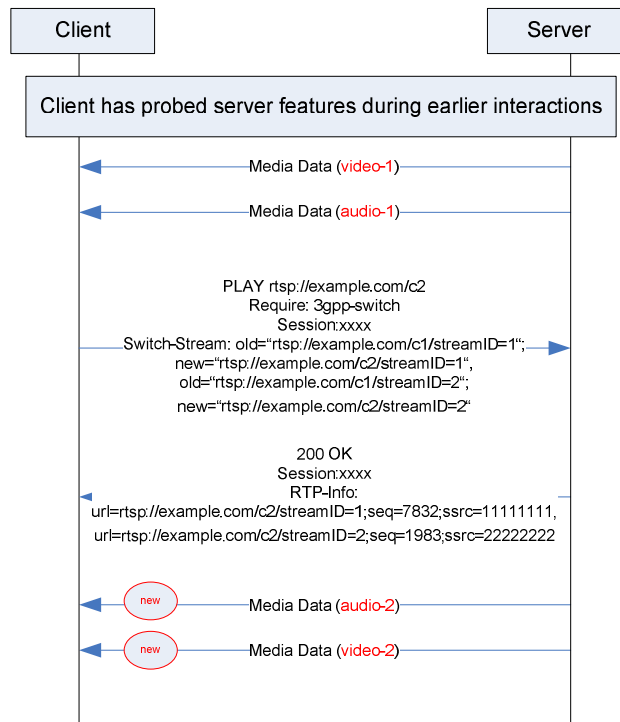 Client
Server
Client has probed server features during earlier interactions
Media Data (video-1)
Media Data (audio-1)
PLAY rtsp://example.com/c2
Require: 3gpp-switch
Session:xxxx
Switch-Stream: old=“rtsp://example.com/c1/streamID=1“;
new=“rtsp://example.com/c2/streamID=1“,
old=“rtsp://example.com/c1/streamID=2“;
new=“rtsp://example.com/c2/streamID=2“
200 OK
Session:xxxx
RTP-Info:
url=rtsp://example.com/c2/streamID=1;seq=7832;ssrc=11111111,
url=rtsp://example.com/c2/streamID=2;seq=1983;ssrc=22222222
new
Media Data (audio-2)
new
Media Data (video-2)